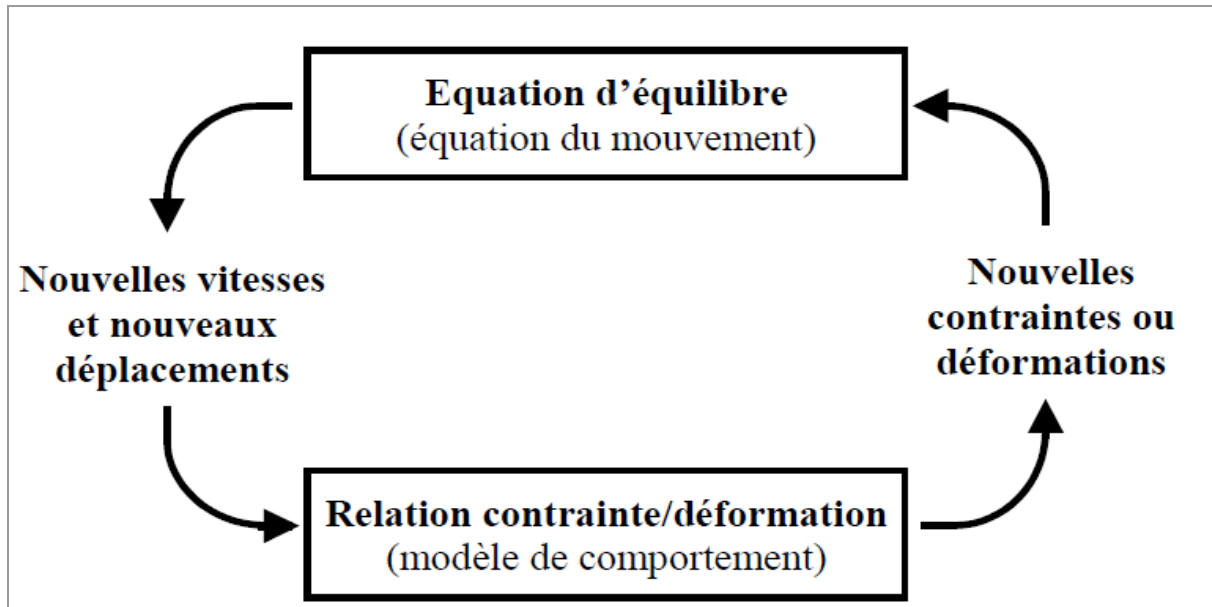 Equation d’équilibre
(équation du mouvement)
Nouvelles vitesses
et nouveaux
déplacements
Nouvelles
contraintes ou
déformations
Relation contrainte/déformation
(modèle de comportement)